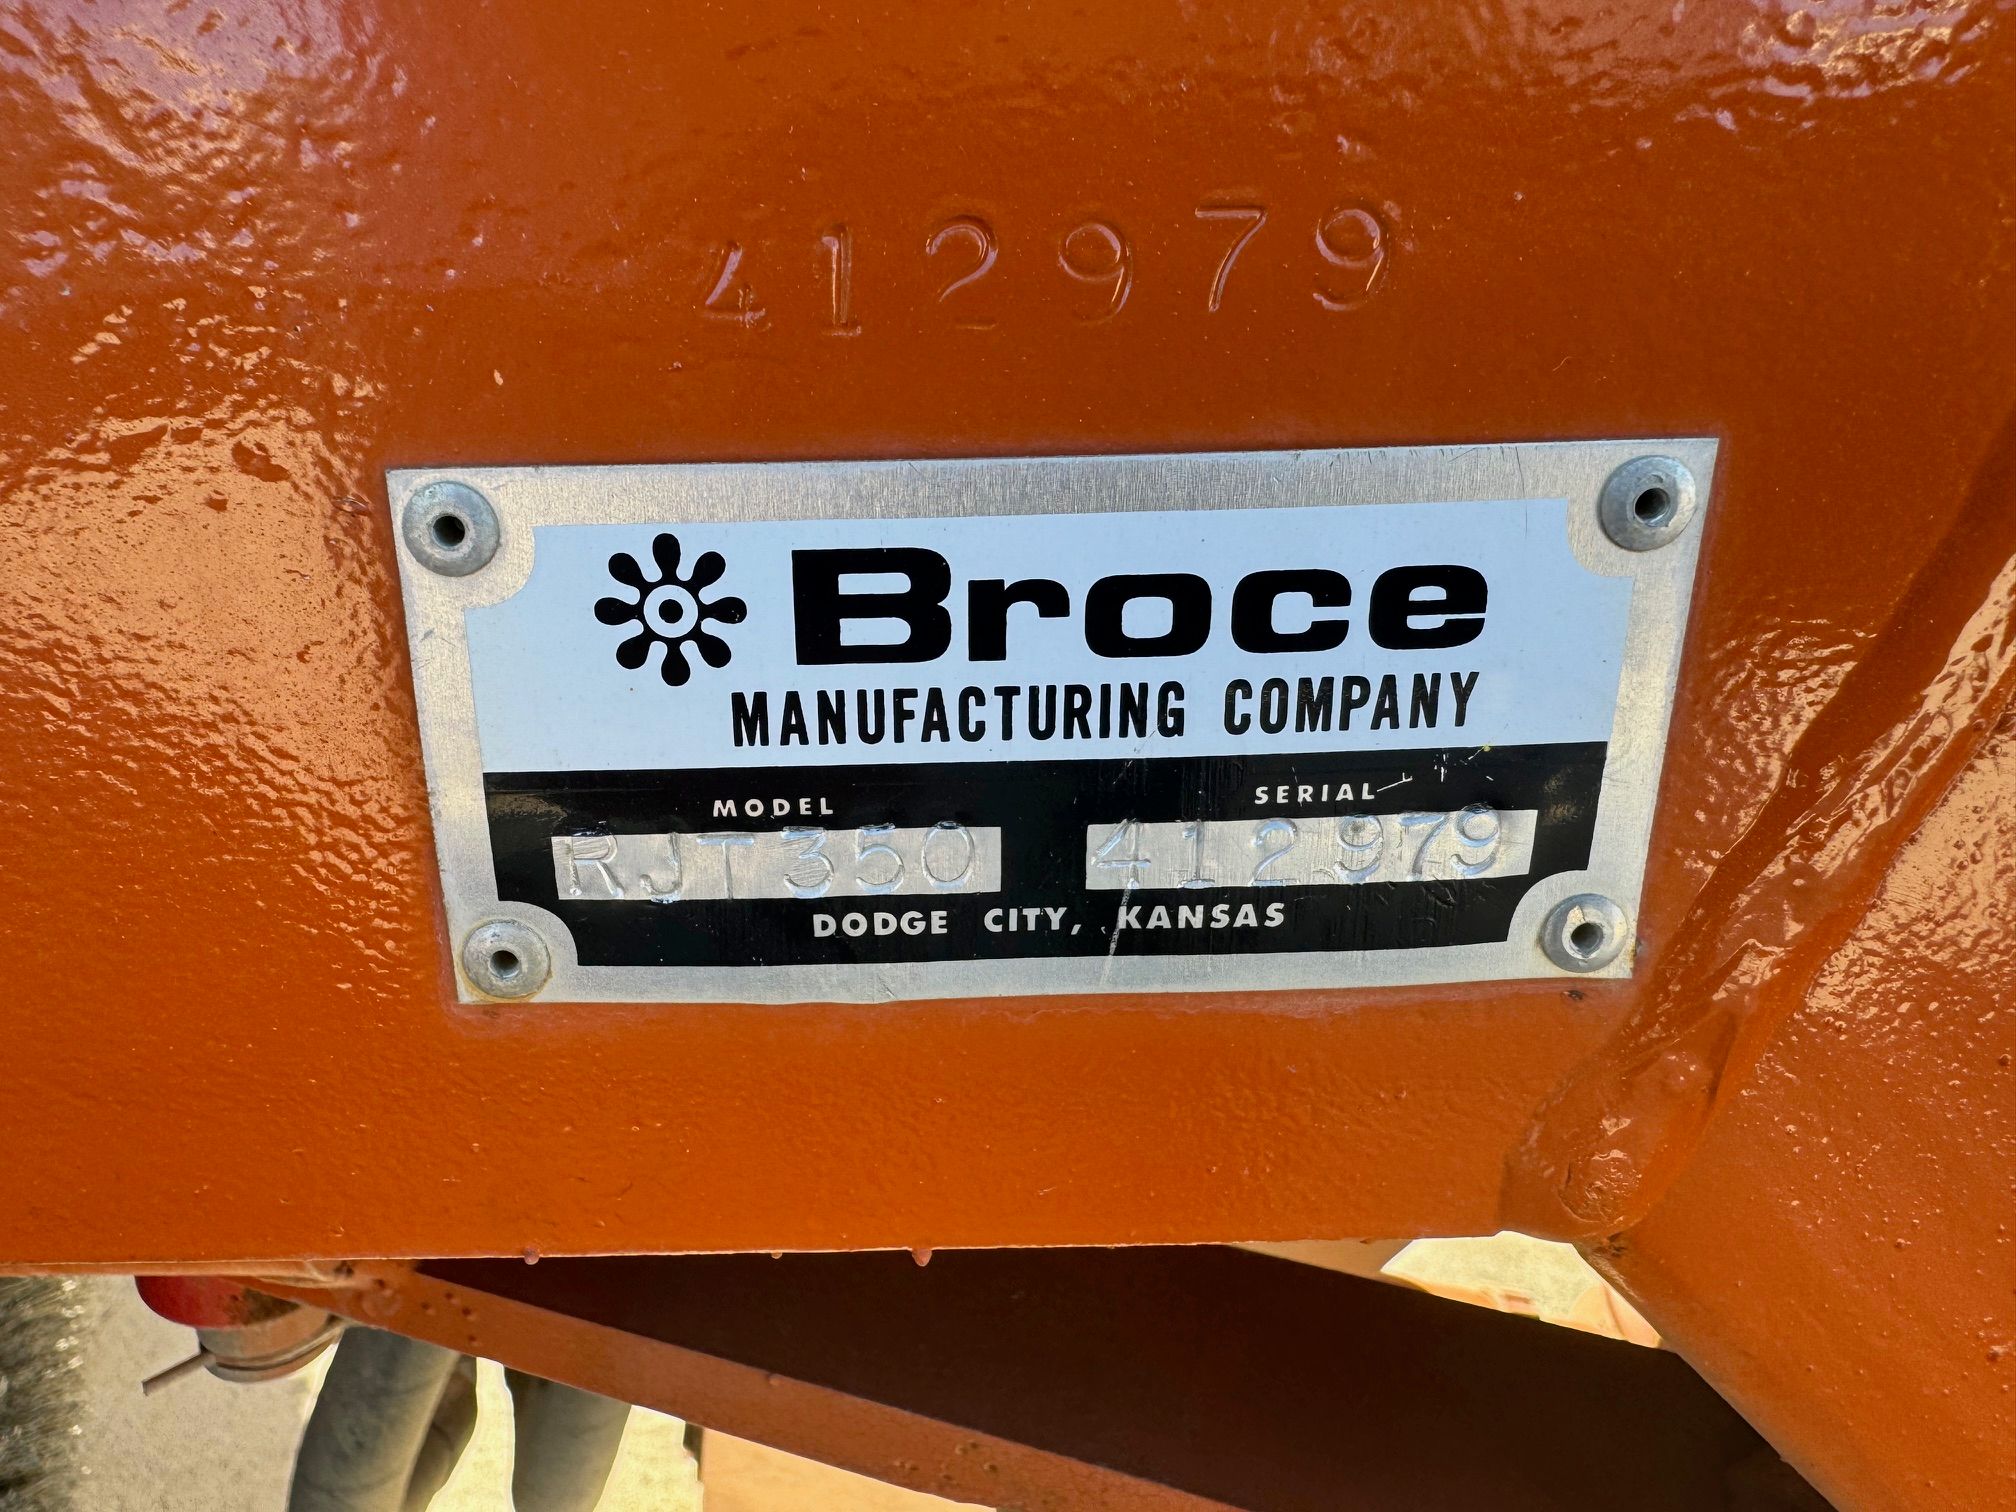 412979
Broce
MANUFACTURING COMPANY
MODEL SERIAL
RJT350 412979
DODGE CITY, KANSAS